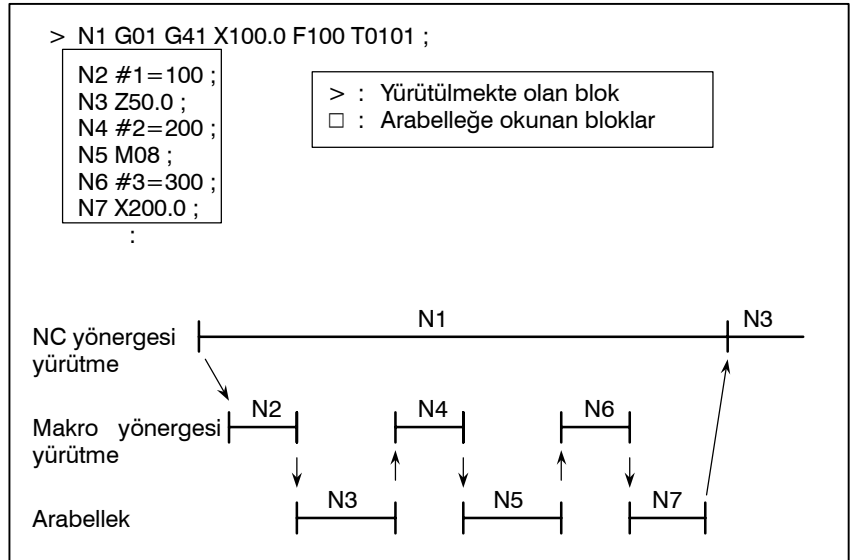 > N1 G01 G41 X100.0 F100 T0101 ;
N2 #1=100 ;
N3 Z50.0 ;
N4 #2=200 ;
N5 M08 ;
N6 #3=300 ;
N7 X200.0 ;
:
> : Yürütülmekte olan blok
□ : Arabelleğe okunan bloklar
NC yönergesi
yürütme
N1
N3
Makro yönergesi
yürütme
N2
N4
N6
Arabellek
N3
N5
N7